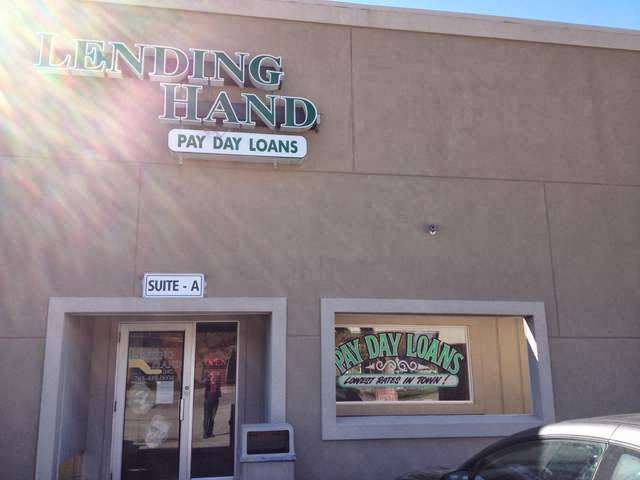 LENDING
HAND
PAY DAY LOANS
SUITE - A
PAY DAY LOANS
LOWEST RATES IN TOWN!